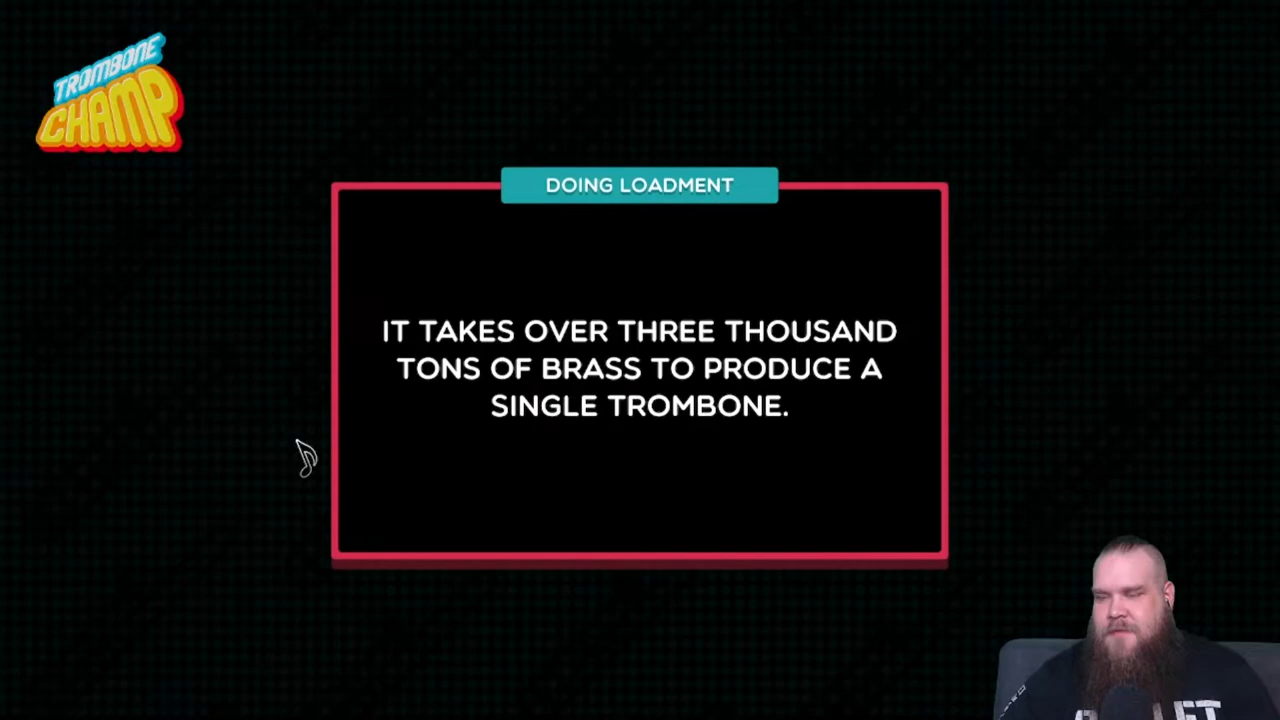 TROMBONE
CHAMP
DOING LOADMENT
IT TAKES OVER THREE THOUSAND
TONS OF BRASS TO PRODUCE A
SINGLE TROMBONE.